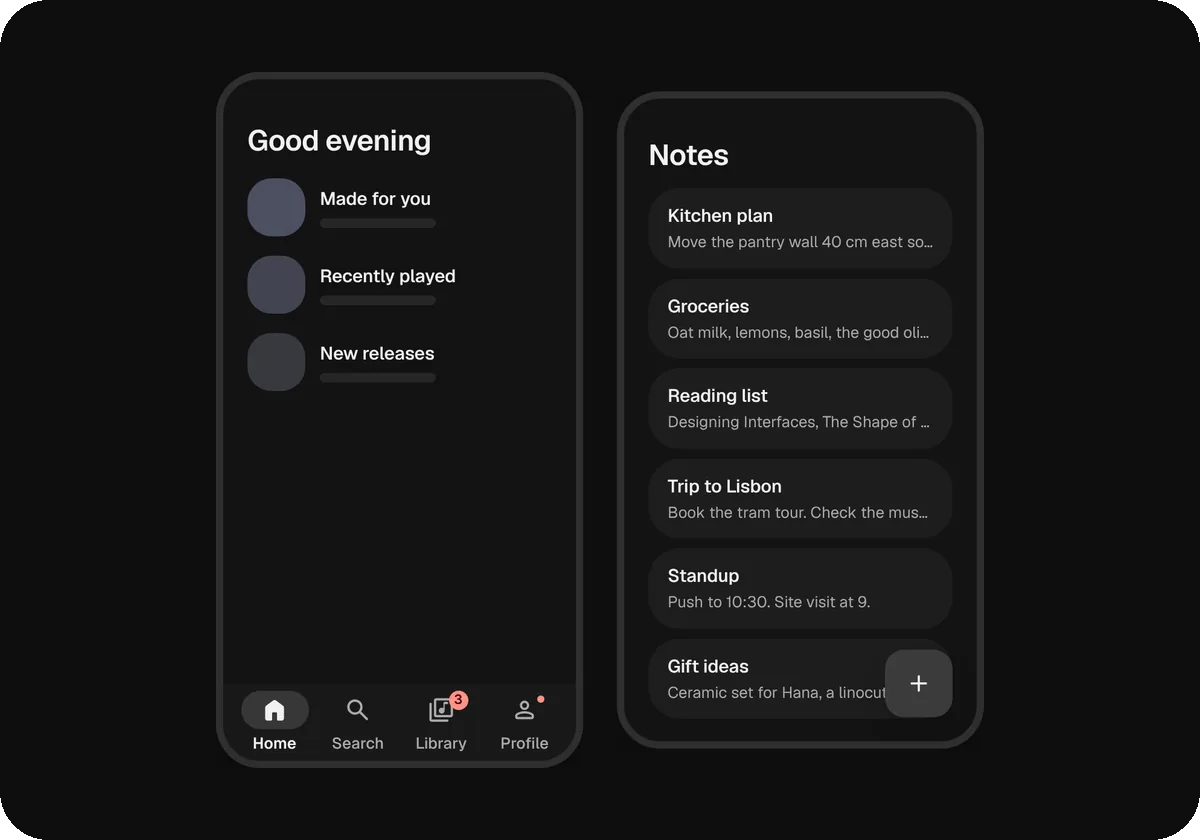 Good evening
Made for you
Recently played
New releases
3
Home
Search
Library
Profile
Notes
Kitchen plan
Move the pantry wall 40 cm east so...
Groceries
Oat milk, lemons, basil, the good oli...
Reading list
Designing Interfaces, The Shape of ...
Trip to Lisbon
Book the tram tour. Check the mus...
Standup
Push to 10:30. Site visit at 9.
Gift ideas
Ceramic set for Hana, a linocut
+